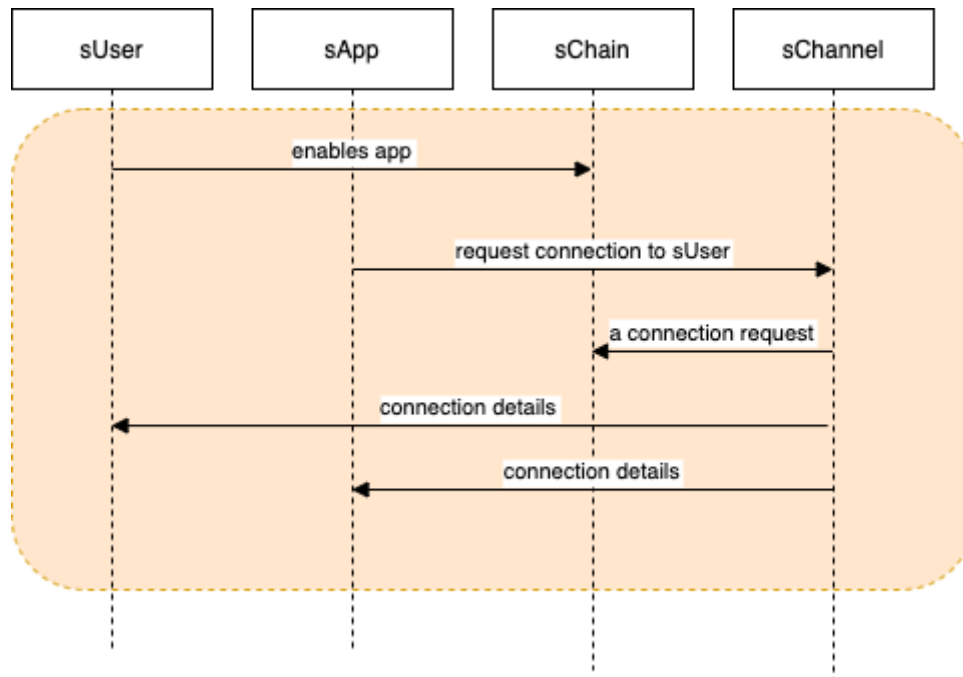 sUser
sApp
sChain
sChannel
enables app
request connection to sUser
a connection request
connection details
connection details